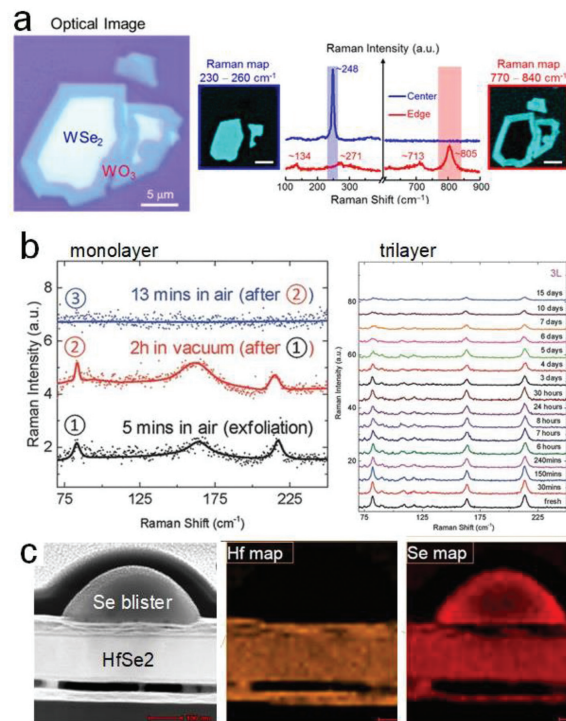 a
Optical Image
WSe2
WO3
5 μm
Raman map
230 – 260 cm-1
Raman Intensity (a.u.)
~248
Center
Edge
~134
~271
~713
~805
100 200 300 600 700 800 900
Raman Shift (cm-1)
Raman map
770 – 840 cm-1
b
monolayer
8
6
4
2
Raman Intensity (a.u.)
③ 13 mins in air (after ②)
② 2h in vacuum (after ①)
① 5 mins in air (exfoliation)
75 125 175 225
Raman Shift (cm-1)
trilayer
3L
80
60
40
20
Raman Intensity (a.u.)
15 days
10 days
7 days
6 days
5 days
4 days
3 days
30 hours
24 hours
8 hours
7 hours
6 hours
240mins
150mins
30mins
fresh
75 125 175 225
Raman Shift (cm-1)
c
Se blister
HfSe2
Hf map
Se map